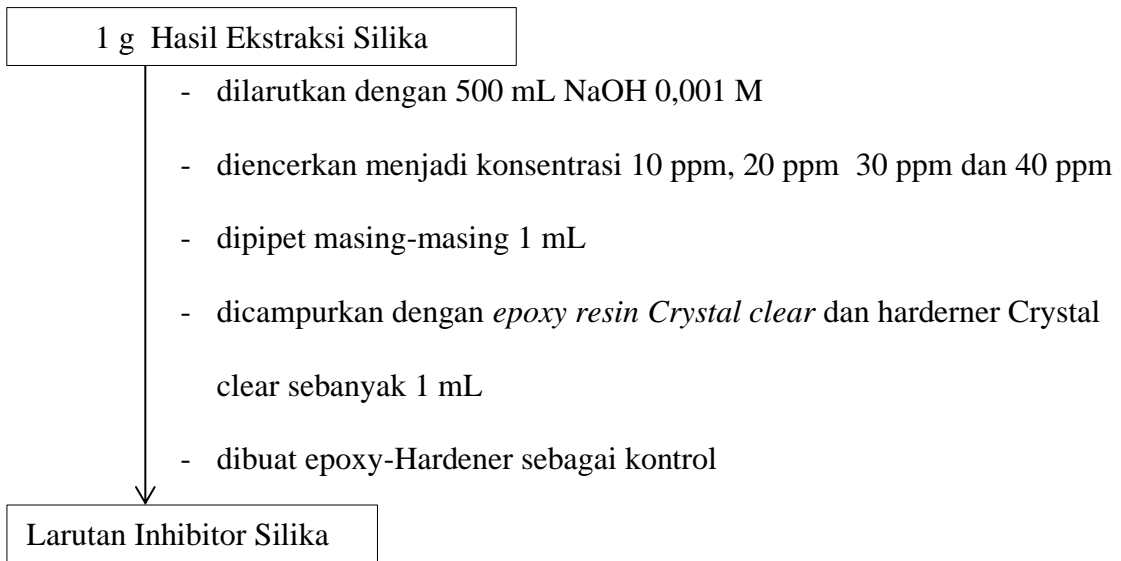 1 g Hasil Ekstraksi Silika
- dilarutkan dengan 500 mL NaOH 0,001 M
- diencerkan menjadi konsentrasi 10 ppm, 20 ppm 30 ppm dan 40 ppm
- dipipet masing-masing 1 mL
- dicampurkan dengan epoxy resin Crystal clear dan harderner Crystal
clear sebanyak 1 mL
- dibuat epoxy-Hardener sebagai kontrol
Larutan Inhibitor Silika